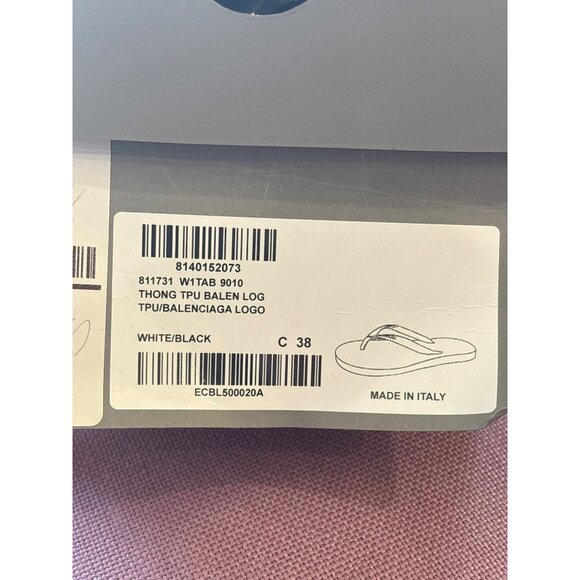 8140152073
811731 W1TAB 9010
THONG TPU BALEN LOG
TPU/BALENCIAGA LOGO
WHITE/BLACK C 38
ECBL500020A
MADE IN ITALY